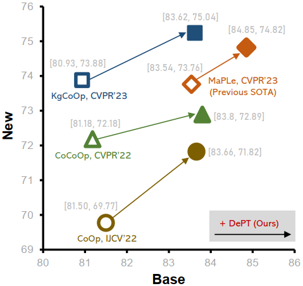 76
75
74
73
72
71
70
69
New
[83.62, 75.04]
[84.85, 74.82]
[80.93, 73.88]
[83.54, 73.76]
KgCoOp, CVPR'23
MaPLe, CVPR'23
(Previous SOTA)
[81.18, 72.18]
[83.8, 72.89]
CoCoOp, CVPR'22
[83.66, 71.82]
[81.50, 69.77]
CoOp, IJCV'22
+ DePT (Ours)
80 81 82 83 84 85 86
Base